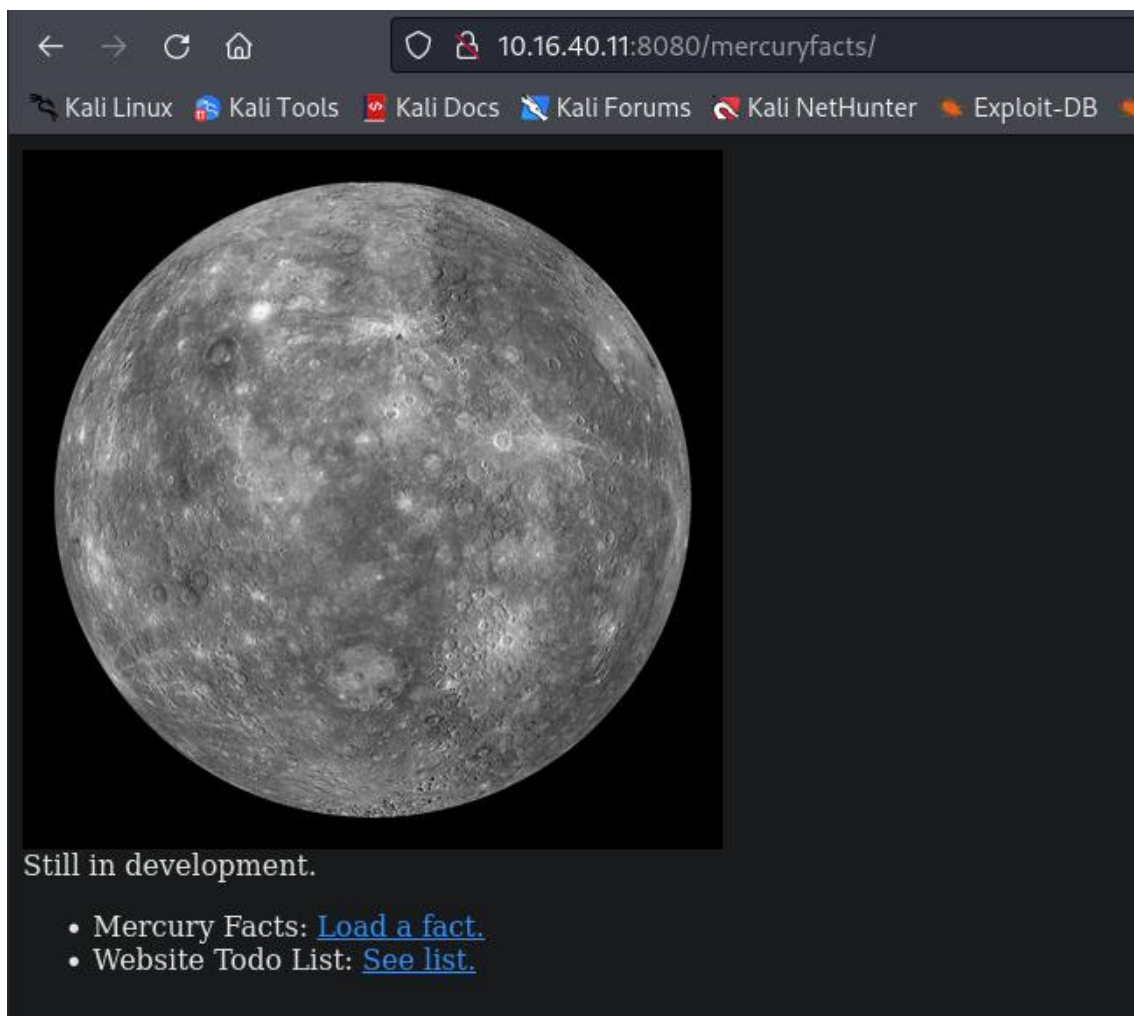 10.16.40.11:8080/mercuryfacts/
Kali Linux Kali Tools Kali Docs Kali Forums Kali NetHunter Exploit-DB
Still in development.
• Mercury Facts: Load a fact.
• Website Todo List: See list.